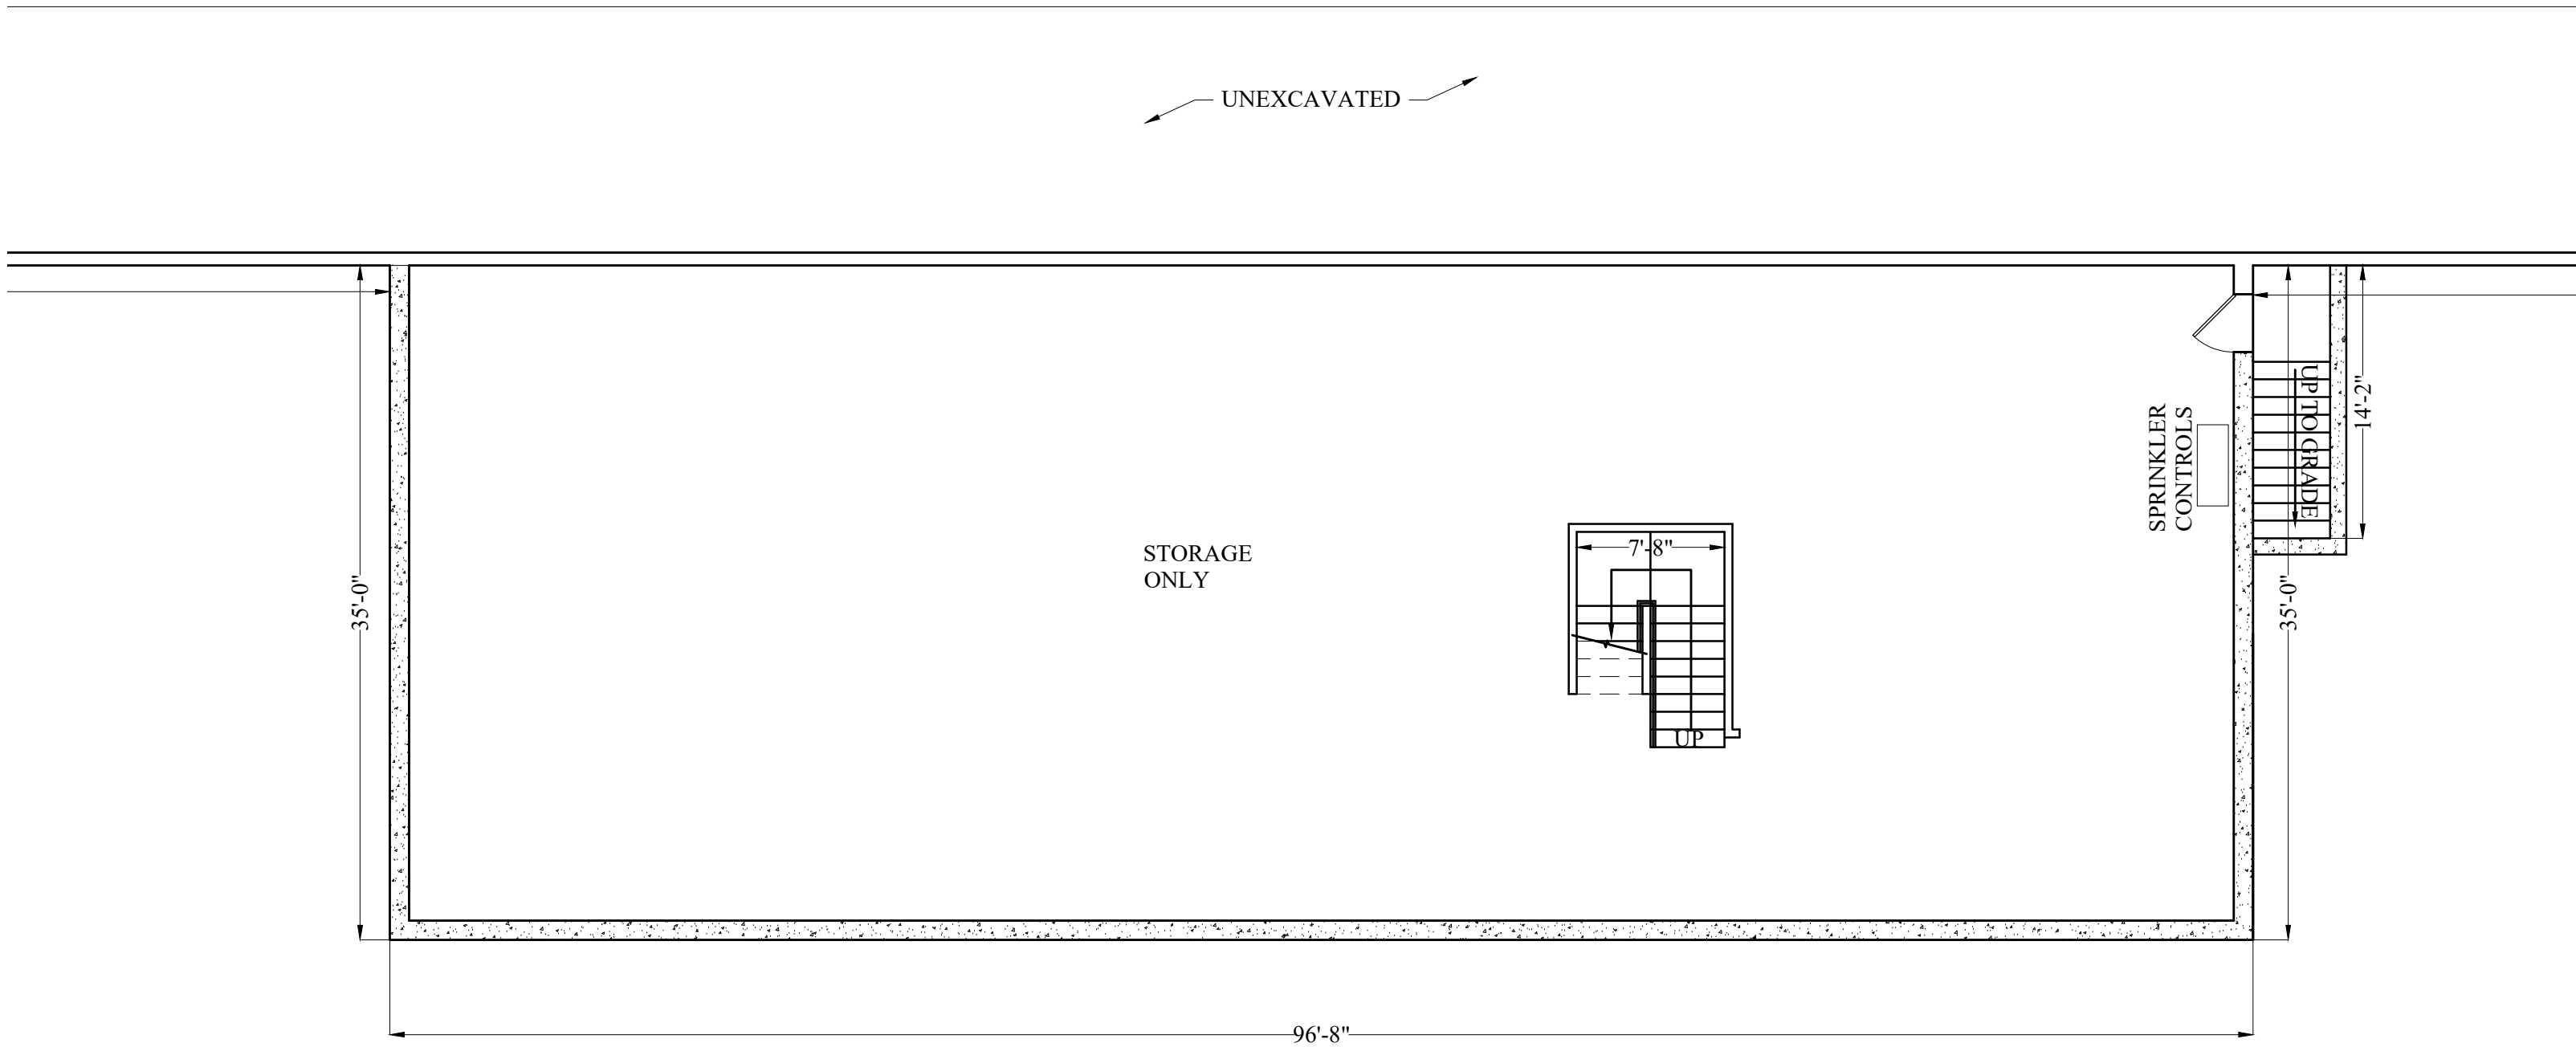 UNEXCAVATED
STORAGE
ONLY
7'-8"
UP
SPRINKLER
CONTROLS
UP TO GRADE
14'-2"
35'-0"
35'-0"
96'-8"